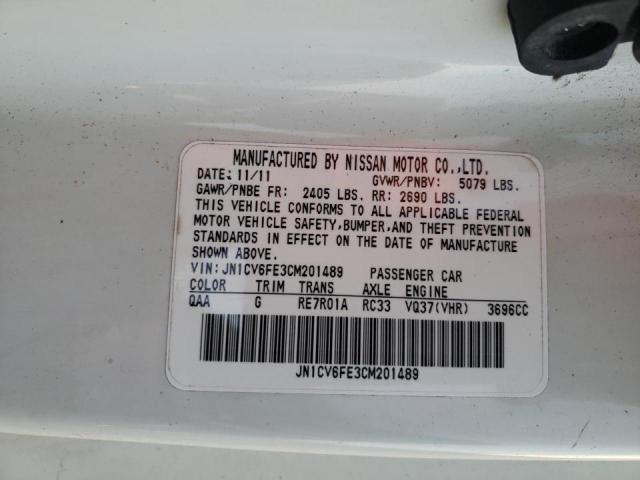 MANUFACTURED BY NISSAN MOTOR CO.,LTD.
DATE:11/11 GVWR/PNBV: 5079 LBS.
GAWR/PNBE FR: 2405 LBS. RR: 2690 LBS.
THIS VEHICLE CONFORMS TO ALL APPLICABLE FEDERAL
MOTOR VEHICLE SAFETY,BUMPER,AND THEFT PREVENTION
STANDARDS IN EFFECT ON THE DATE OF MANUFACTURE
SHOWN ABOVE.
VIN:JN1CV6FE3CM201489 PASSENGER CAR
COLOR TRIM TRANS AXLE ENGINE
QAA G RE7R01A RC33 VQ37(VHR) 3696CC
JN1CV6FE3CM201489